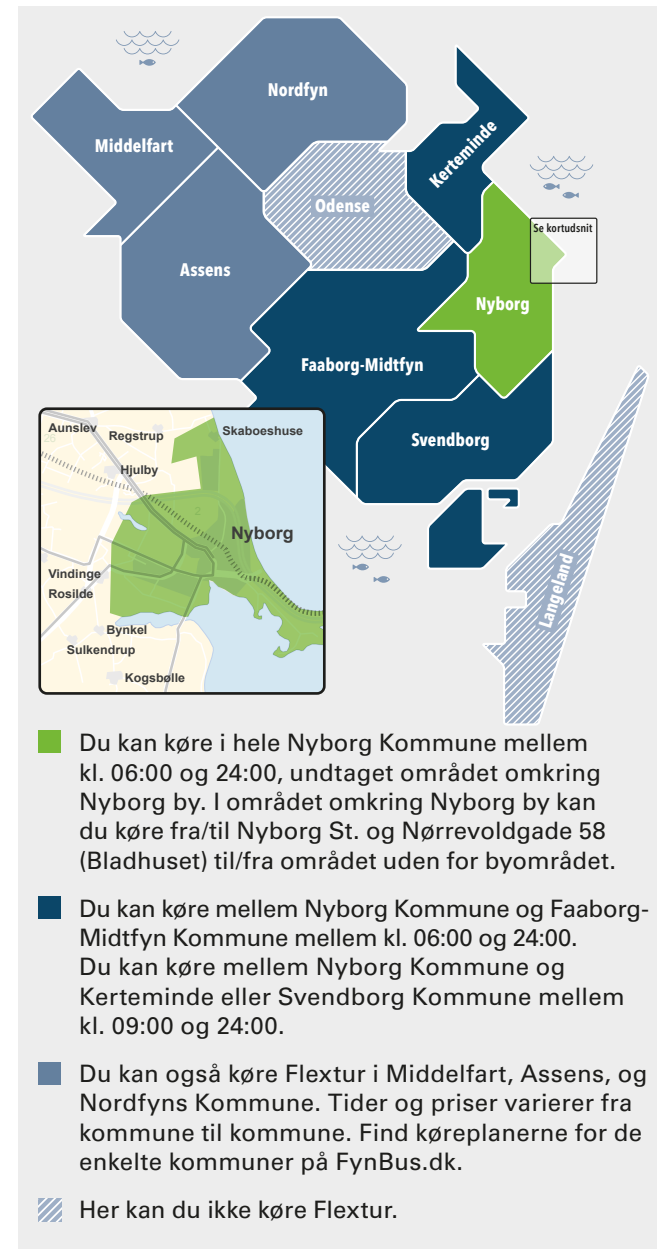 Nordfyn
Middelfart
Kerteminde
Odense
Se kortudsnit
Assens
Nyborg
Faaborg-Midtfyn
Svendborg
Langeland
Aunslev
Regstrup
Skaboeshuse
26
Hjulby
2
Nyborg
Vindinge
Rosilde
Bynkel
Sulkendrup
Kogsbølle
Du kan køre i hele Nyborg Kommune mellem
kl. 06:00 og 24:00, undtaget området omkring
Nyborg by. I området omkring Nyborg by kan
du køre fra/til Nyborg St. og Nørrevoldgade 58
(Bladhuset) til/fra området uden for byområdet.
Du kan køre mellem Nyborg Kommune og Faaborg-
Midtfyn Kommune mellem kl. 06:00 og 24:00.
Du kan køre mellem Nyborg Kommune og
Kerteminde eller Svendborg Kommune mellem
kl. 09:00 og 24:00.
Du kan også køre Flextur i Middelfart, Assens, og
Nordfyns Kommune. Tider og priser varierer fra
kommune til kommune. Find køreplanerne for de
enkelte kommuner på FynBus.dk.
Her kan du ikke køre Flextur.